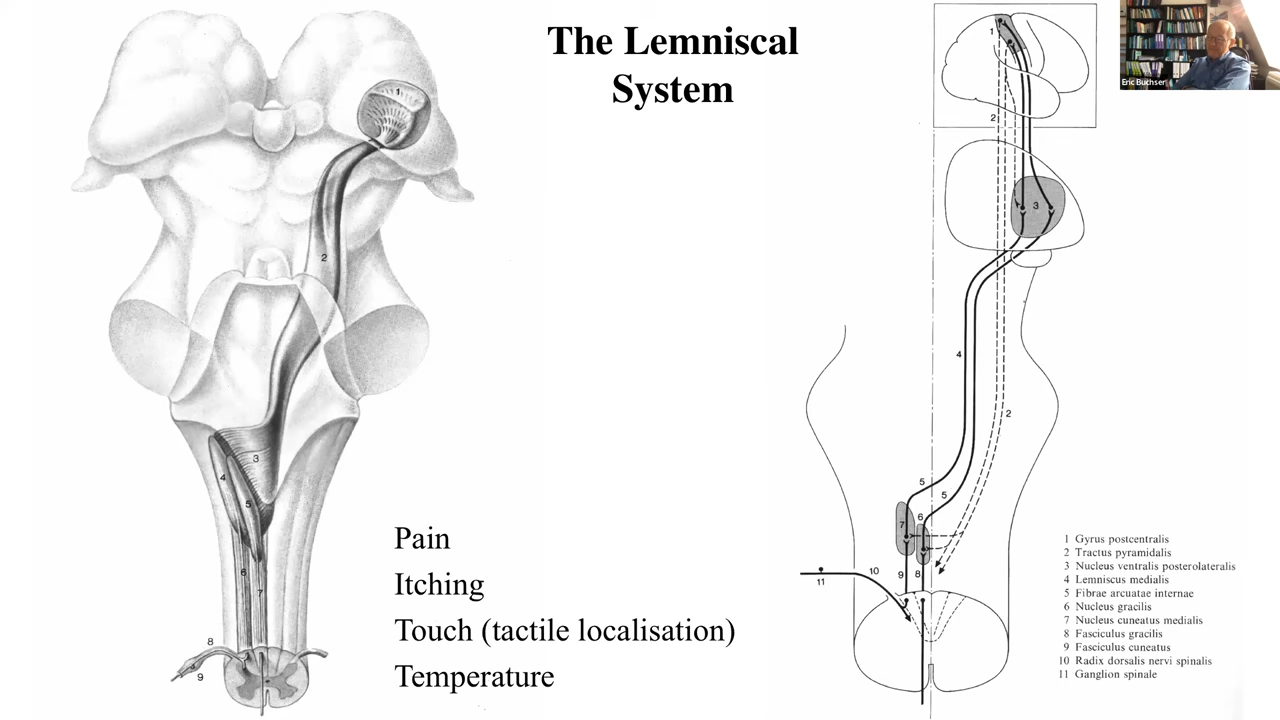 The Lemniscal
System
Eric Buchser
1
2
3
4
5
6
7
8
9
Pain
Itching
Touch (tactile localisation)
Temperature
1
2
3
4
2
5
5
6
7
10
9
8
11
1 Gyrus postcentralis
2 Tractus pyramidalis
3 Nucleus ventralis posterolateralis
4 Lemniscus medialis
5 Fibrae arcuatae internae
6 Nucleus gracilis
7 Nucleus cuneatus medialis
8 Fasciculus gracilis
9 Fasciculus cuneatus
10 Radix dorsalis nervi spinalis
11 Ganglion spinale